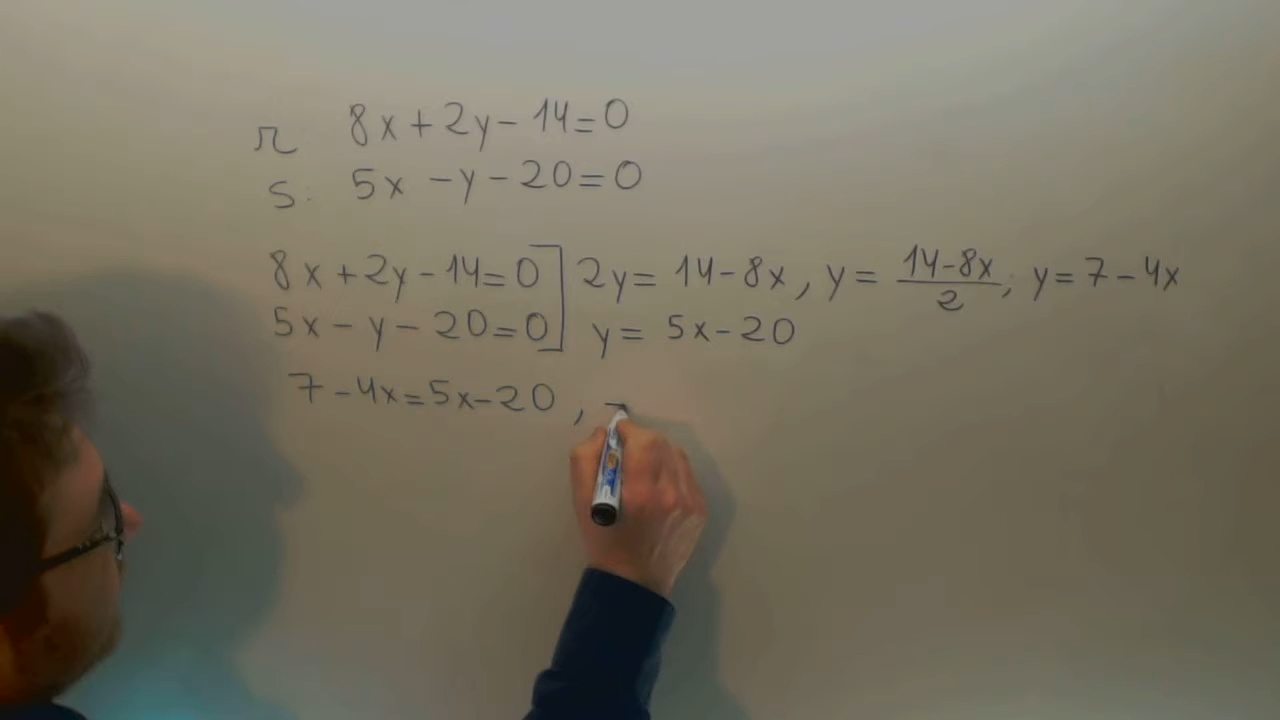 r 8x+2y-14=0
s: 5x-y-20=0
8x+2y-14=0] 2y=14-8x, y=\frac{14-8x}{2}; y=7-4x
5x-y-20=0] y=5x-20
7-4x=5x-20, -